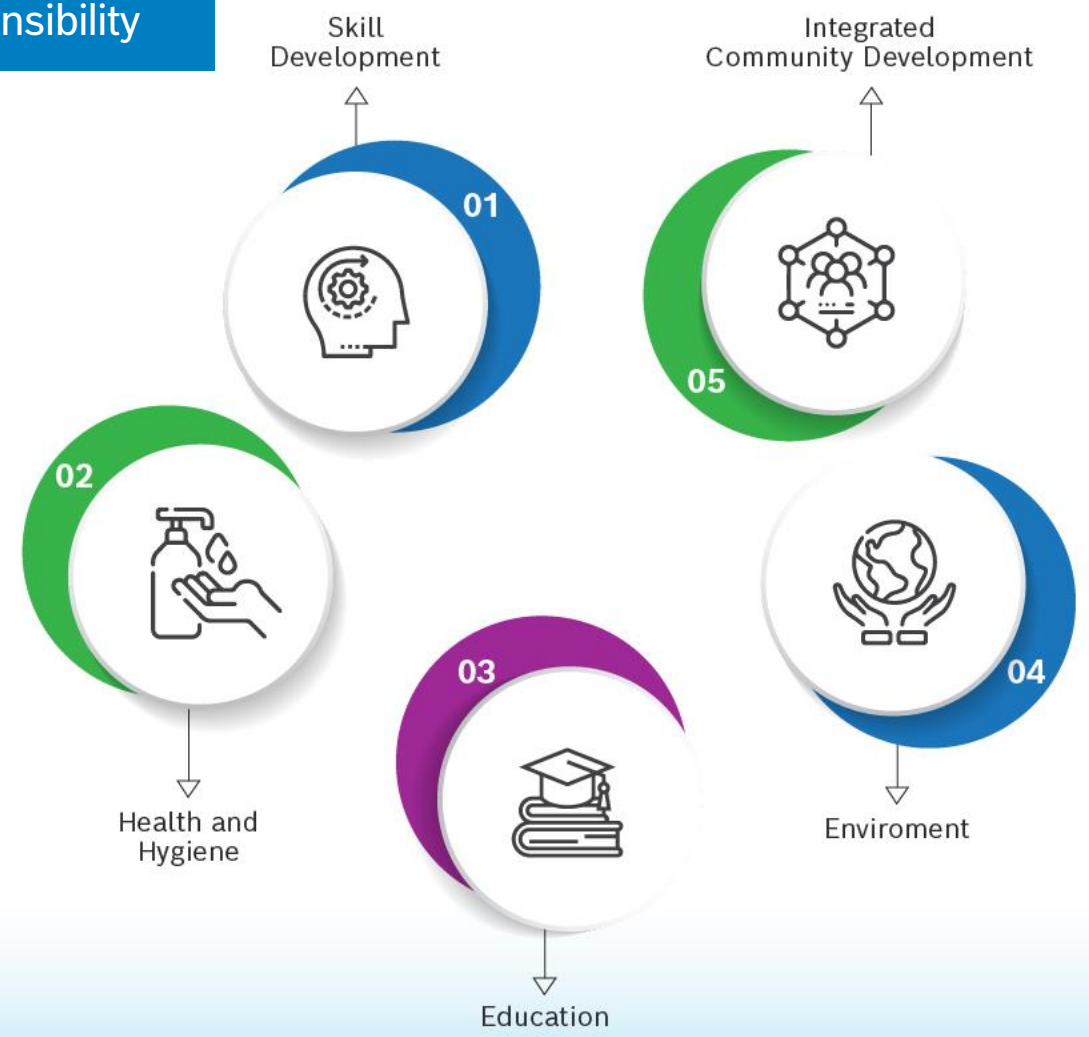 nsibility
Skill
Development
01
Integrated
Community Development
05
02
Health and
Hygiene
03
Education
04
Enviroment